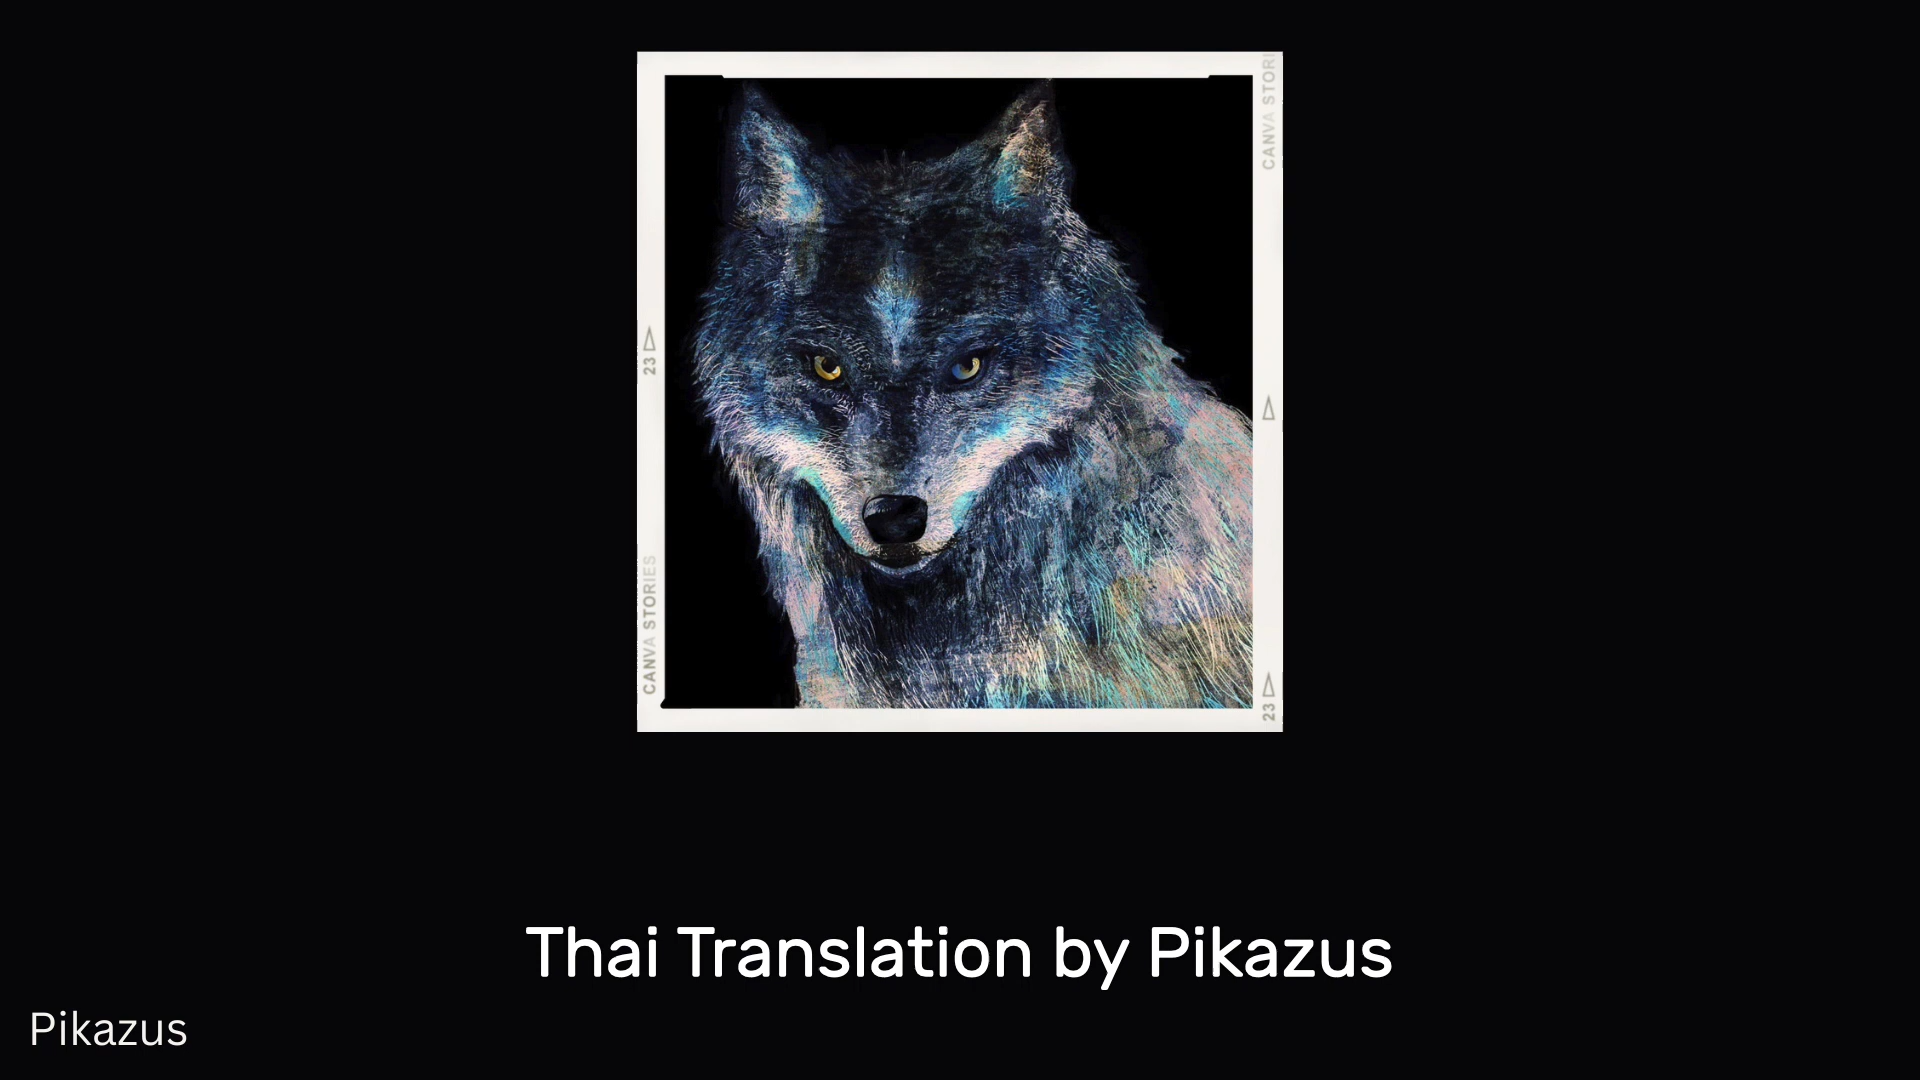 CANVA STORI
23
CANVA STORIES
23
Thai Translation by Pikazus
Pikazus